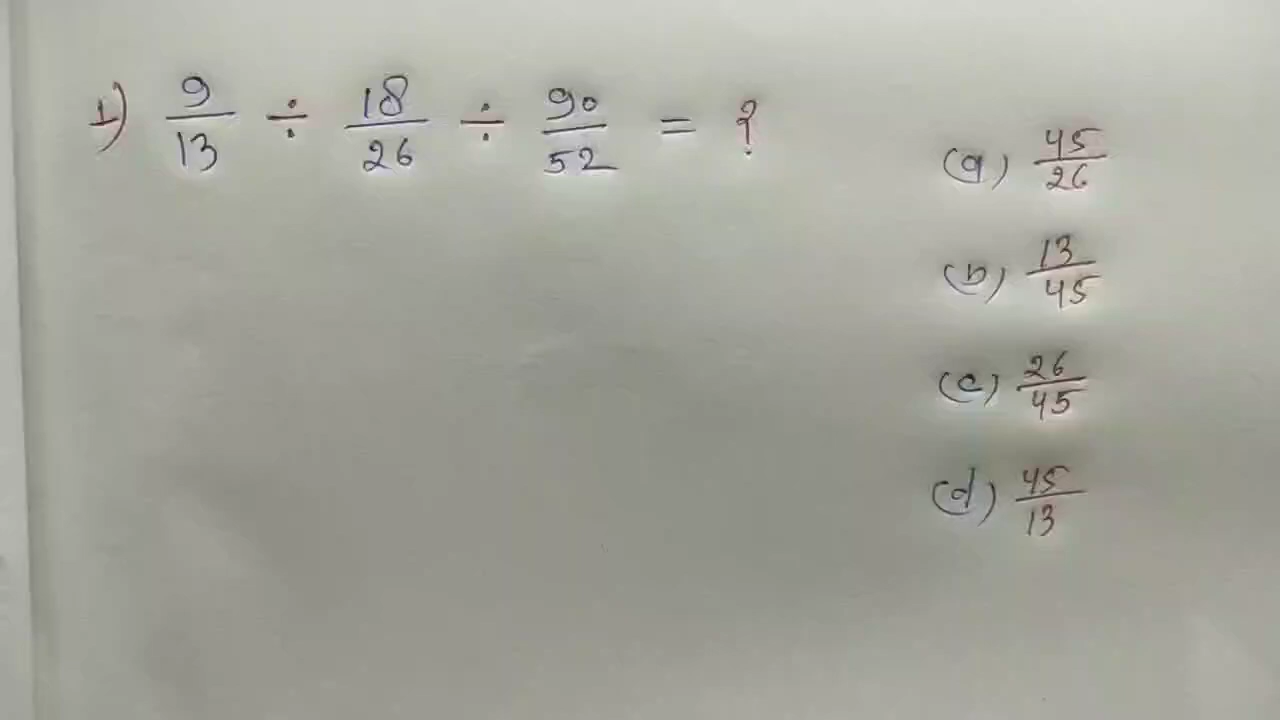 1) 9/13 ÷ 18/26 ÷ 90/52 = ?
(a) 45/26
(b) 13/45
(c) 26/45
(d) 45/13